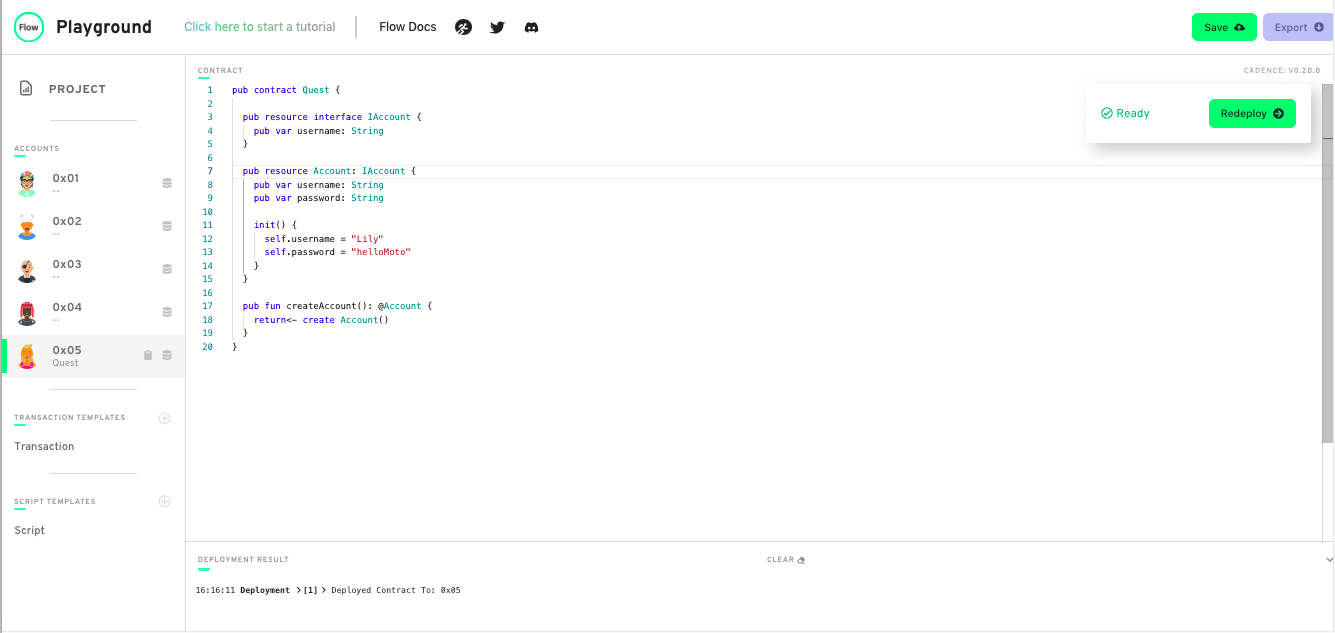 Flow Playground Click here to start a tutorial Flow Docs Save Export
PROJECT
ACCOUNTS
0x01
--
0x02
--
0x03
--
0x04
--
0x05
Quest
TRANSACTION TEMPLATES
Transaction
SCRIPT TEMPLATES
Script
CONTRACT CADENCE: V0.20.0
Ready Redeploy
1 pub contract Quest {
2
3 pub resource interface IAccount {
4 pub var username: String
5 }
6
7 pub resource Account: IAccount {
8 pub var username: String
9 pub var password: String
10
11 init() {
12 self.username = "Lily"
13 self.password = "helloMoto"
14 }
15 }
16
17 pub fun createAccount(): @Account {
18 return<- create Account()
19 }
20 }
DEPLOYMENT RESULT CLEAR
16:16:11 Deployment > [1] > Deployed Contract To: 0x05